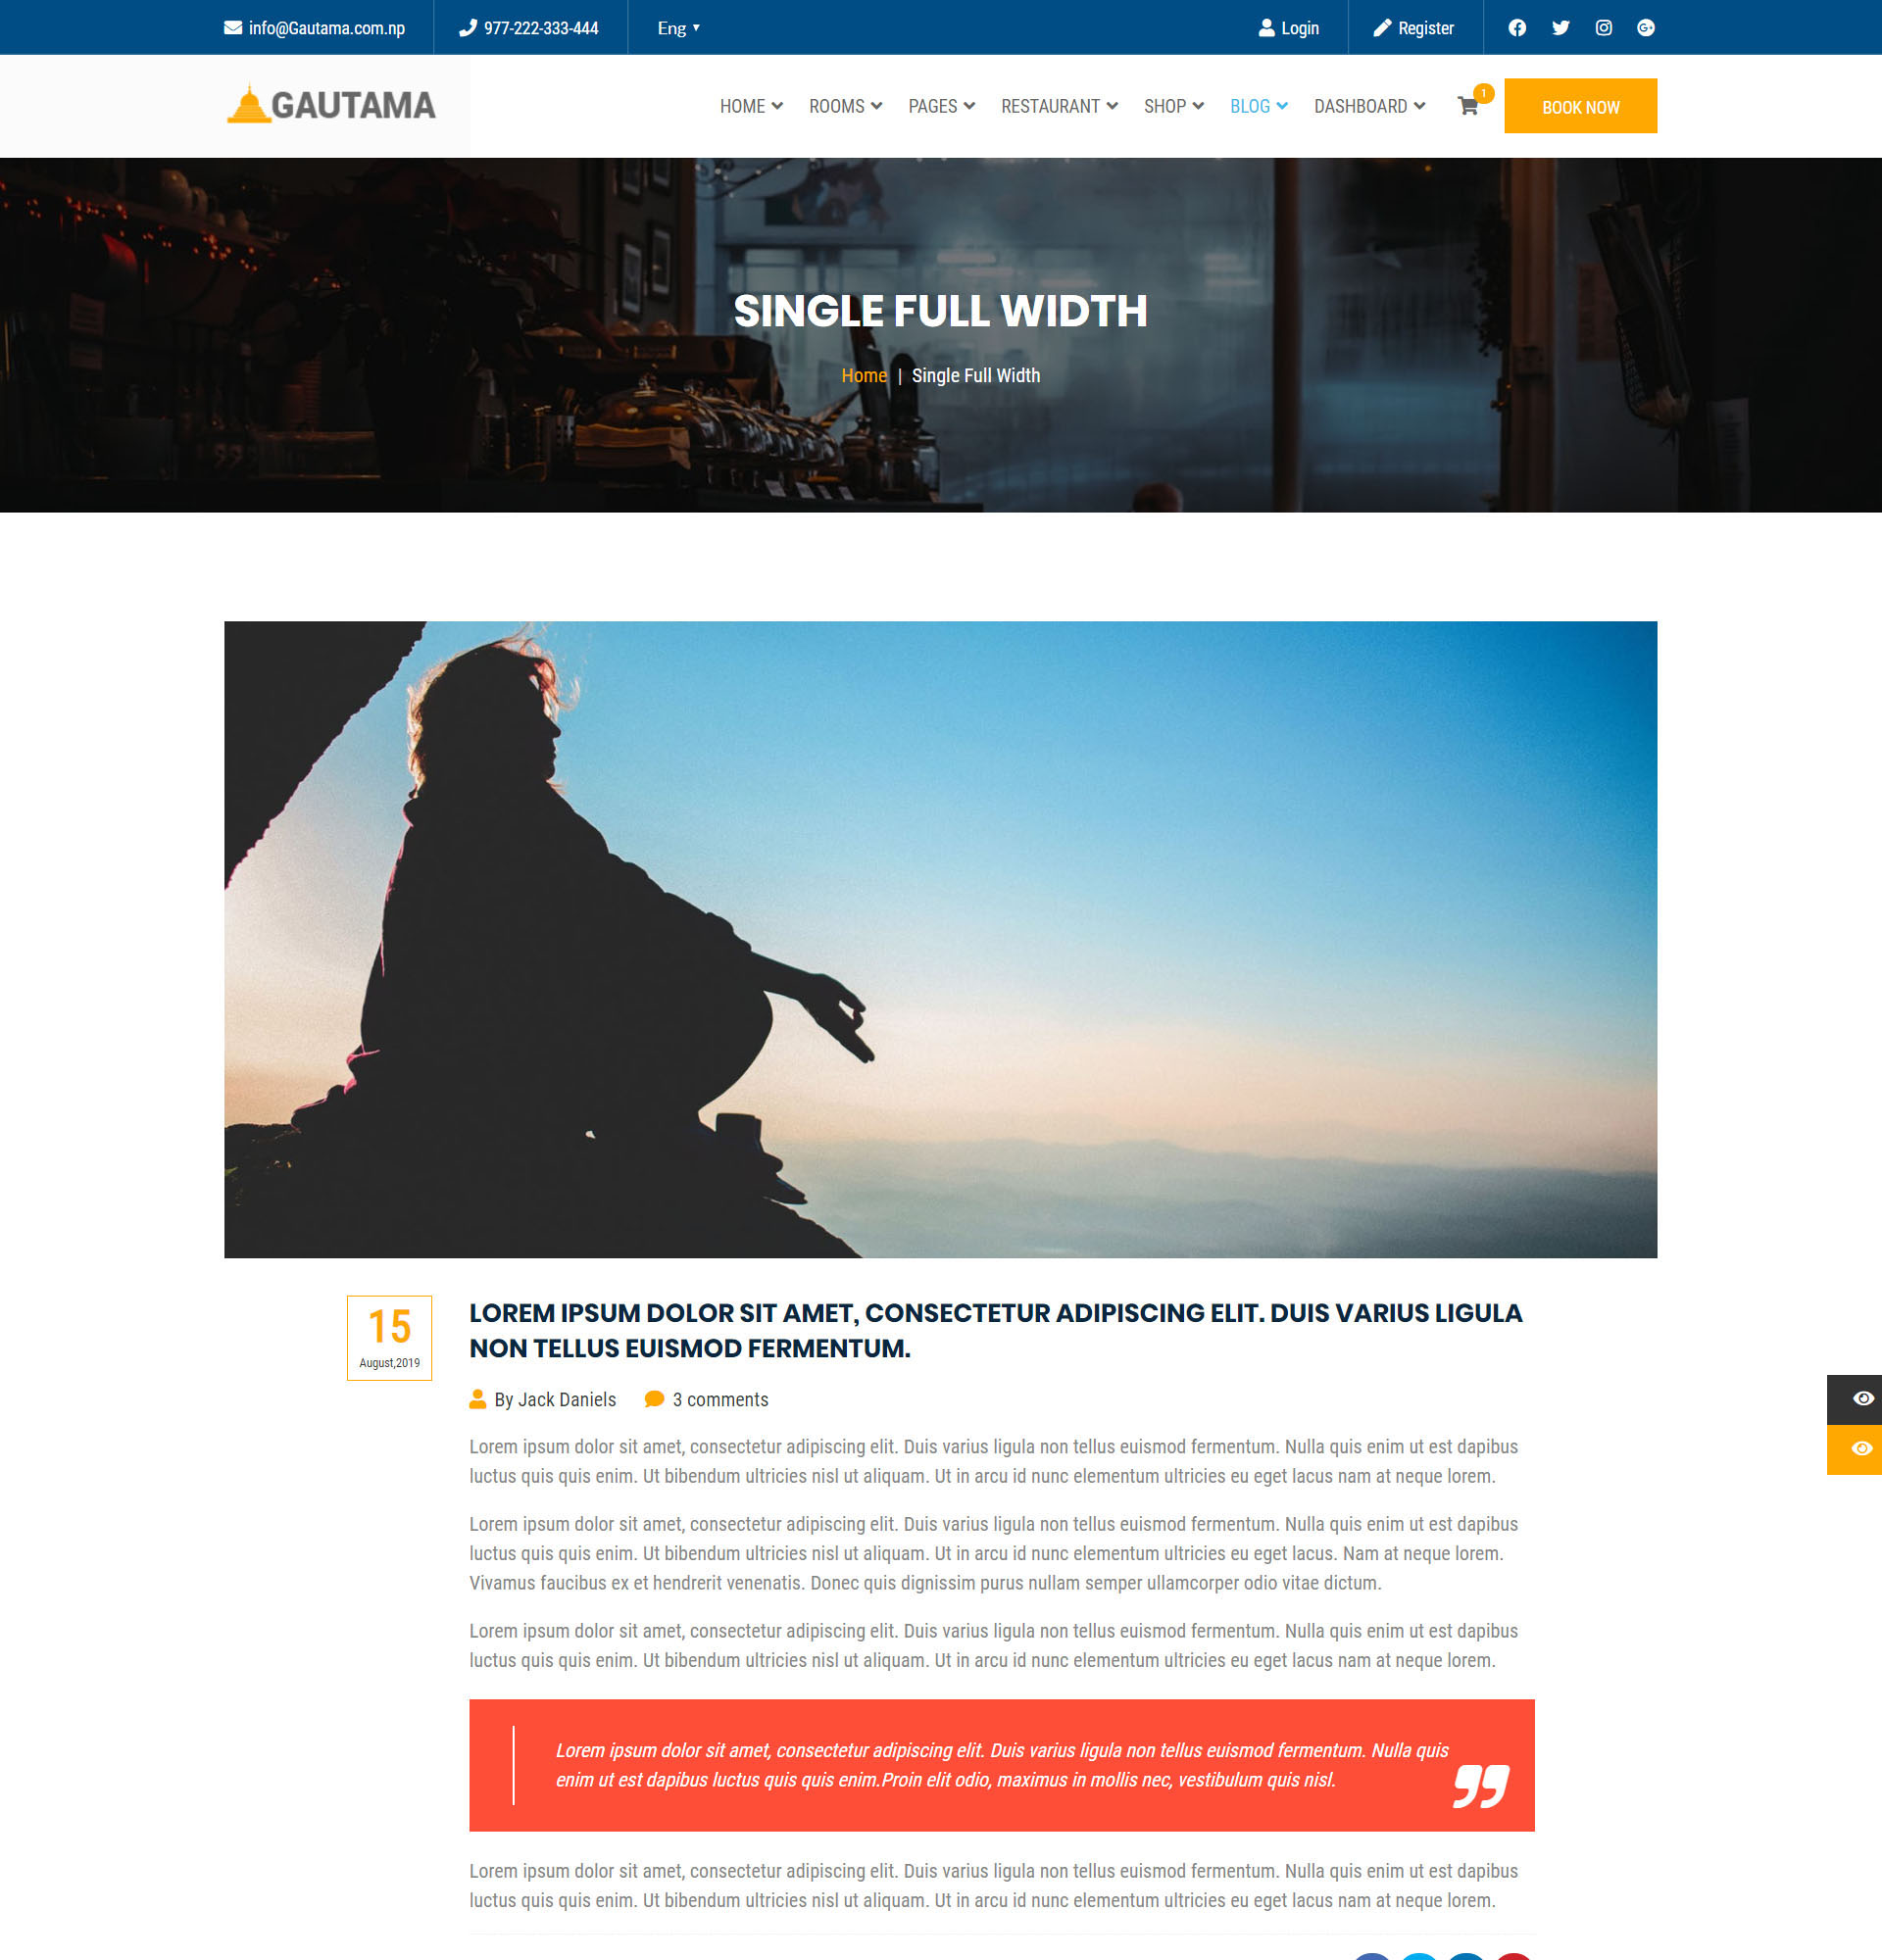 info@Gautama.com.np 977-222-333-444 Eng Login Register
GAUTAMA HOME ROOMS PAGES RESTAURANT SHOP BLOG DASHBOARD 1 BOOK NOW
SINGLE FULL WIDTH
Home | Single Full Width
15
August,2019
LOREM IPSUM DOLOR SIT AMET, CONSECTETUR ADIPISCING ELIT. DUIS VARIUS LIGULA
NON TELLUS EUISMOD FERMENTUM.
By Jack Daniels 3 comments
Lorem ipsum dolor sit amet, consectetur adipiscing elit. Duis varius ligula non tellus euismod fermentum. Nulla quis enim ut est dapibus
luctus quis quis enim. Ut bibendum ultricies nisl ut aliquam. Ut in arcu id nunc elementum ultricies eu eget lacus nam at neque lorem.
Lorem ipsum dolor sit amet, consectetur adipiscing elit. Duis varius ligula non tellus euismod fermentum. Nulla quis enim ut est dapibus
luctus quis quis enim. Ut bibendum ultricies nisl ut aliquam. Ut in arcu id nunc elementum ultricies eu eget lacus. Nam at neque lorem.
Vivamus faucibus ex et hendrerit venenatis. Donec quis dignissim purus nullam semper ullamcorper odio vitae dictum.
Lorem ipsum dolor sit amet, consectetur adipiscing elit. Duis varius ligula non tellus euismod fermentum. Nulla quis enim ut est dapibus
luctus quis quis enim. Ut bibendum ultricies nisl ut aliquam. Ut in arcu id nunc elementum ultricies eu eget lacus nam at neque lorem.
Lorem ipsum dolor sit amet, consectetur adipiscing elit. Duis varius ligula non tellus euismod fermentum. Nulla quis
enim ut est dapibus luctus quis quis enim.Proin elit odio, maximus in mollis nec, vestibulum quis nisl.
Lorem ipsum dolor sit amet, consectetur adipiscing elit. Duis varius ligula non tellus euismod fermentum. Nulla quis enim ut est dapibus
luctus quis quis enim. Ut bibendum ultricies nisl ut aliquam. Ut in arcu id nunc elementum ultricies eu eget lacus nam at neque lorem.